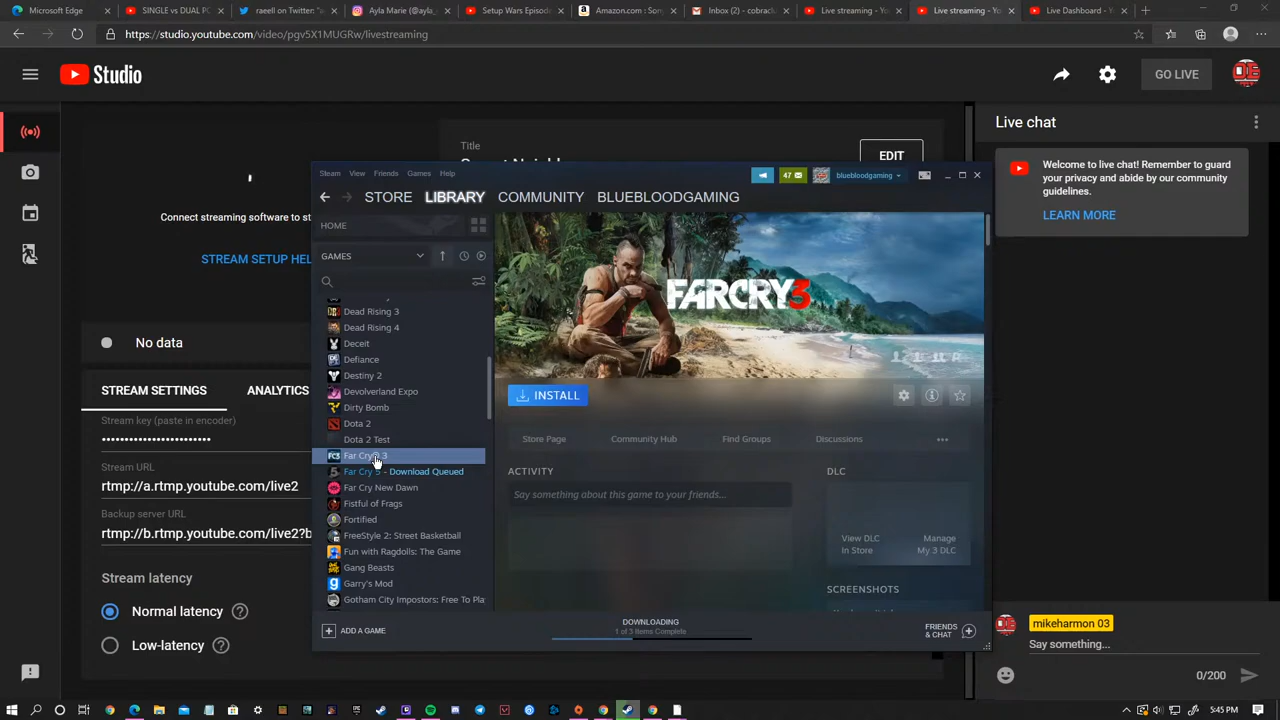 Microsoft Edge
SINGLE vs DUAL PC
raeell on Twitter: "a
Ayla Marie (@ayla_
Setup Wars Episode
Amazon.com : Sony
Inbox (2) - cobrack
Live streaming - Yo
Live streaming - Yo
Live Dashboard - Yo
https://studio.youtube.com/video/pgv5X1MUGRw/livestreaming
Studio
GO LIVE
Title
EDIT
Connect streaming software to s
STREAM SETUP HEL
No data
STREAM SETTINGS
ANALYTICS
Stream key (paste in encoder)
Stream URL
rtmp://a.rtmp.youtube.com/live2
Backup server URL
rtmp://b.rtmp.youtube.com/live2?b
Stream latency
Normal latency
Low-latency
Steam View Friends Games Help
47
bluebloodgaming
STORE LIBRARY COMMUNITY BLUEBLOODGAMING
HOME
GAMES
Dead Rising 3
Dead Rising 4
Deceit
Defiance
Destiny 2
Devolverland Expo
Dirty Bomb
Dota 2
Dota 2 Test
Far Cry® 3
Far Cry 5 - Download Queued
Far Cry New Dawn
Fistful of Frags
Fortified
FreeStyle 2: Street Basketball
Fun with Ragdolls: The Game
Gang Beasts
Garry's Mod
Gotham City Impostors: Free To Pla
ADD A GAME
FARCRY3
INSTALL
Store Page
Community Hub
Find Groups
Discussions
ACTIVITY
Say something about this game to your friends...
DLC
View DLC
in Store
Manage
My 3 DLC
SCREENSHOTS
DOWNLOADING
1 of 3 Items Complete
FRIENDS
& CHAT
Live chat
Welcome to live chat! Remember to guard
your privacy and abide by our community
guidelines.
LEARN MORE
mikeharmon 03
Say something...
0/200
5:45 PM